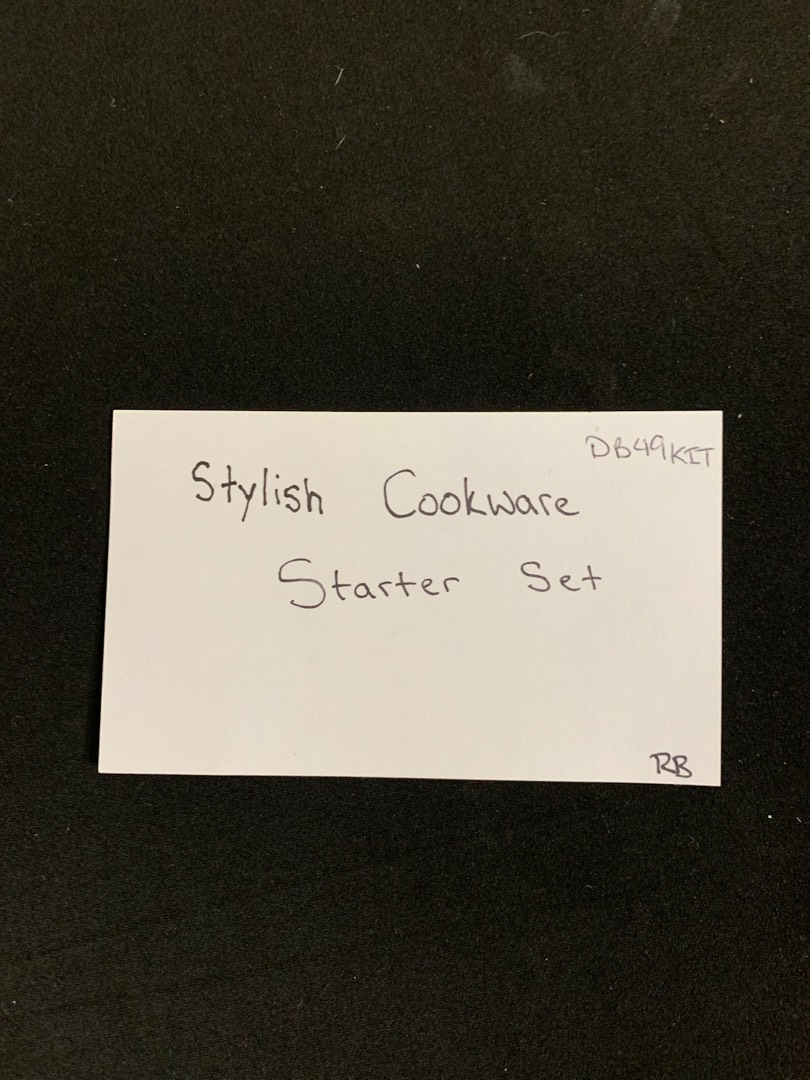 DB49KIT
Stylish Cookware
Starter Set
RB